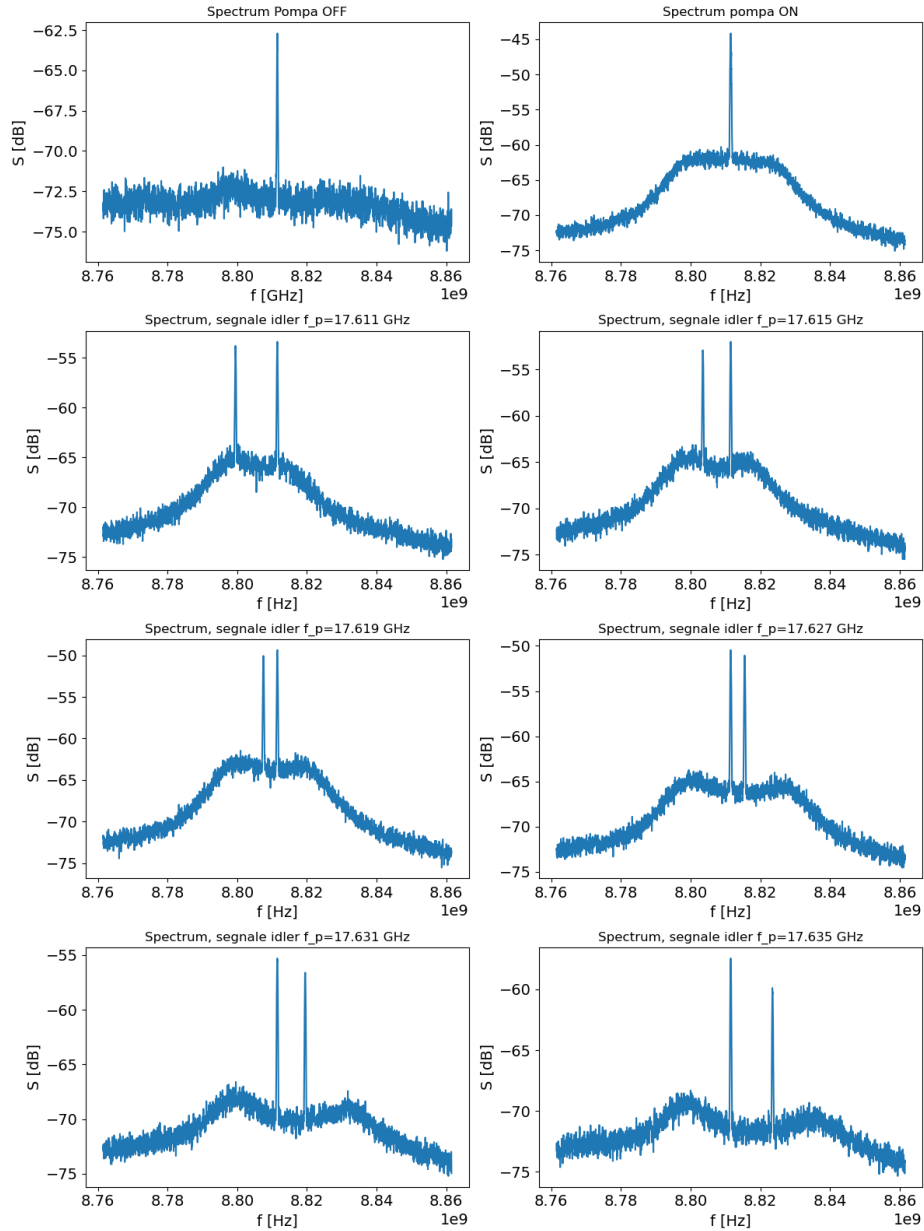 Spectrum Pompa OFF
−62.5
−65.0
−67.5
−70.0
−72.5
−75.0
S [dB]
8.76 8.78 8.80 8.82 8.84 8.86
f [GHz] 1e9
Spectrum pompa ON
−45
−50
−55
−60
−65
−70
−75
S [dB]
8.76 8.78 8.80 8.82 8.84 8.86
f [Hz] 1e9
Spectrum, segnale idler f_p=17.611 GHz
−55
−60
−65
−70
−75
S [dB]
8.76 8.78 8.80 8.82 8.84 8.86
f [Hz] 1e9
Spectrum, segnale idler f_p=17.615 GHz
−55
−60
−65
−70
−75
S [dB]
8.76 8.78 8.80 8.82 8.84 8.86
f [Hz] 1e9
Spectrum, segnale idler f_p=17.619 GHz
−50
−55
−60
−65
−70
−75
S [dB]
8.76 8.78 8.80 8.82 8.84 8.86
f [Hz] 1e9
Spectrum, segnale idler f_p=17.627 GHz
−50
−55
−60
−65
−70
−75
S [dB]
8.76 8.78 8.80 8.82 8.84 8.86
f [Hz] 1e9
Spectrum, segnale idler f_p=17.631 GHz
−55
−60
−65
−70
−75
S [dB]
8.76 8.78 8.80 8.82 8.84 8.86
f [Hz] 1e9
Spectrum, segnale idler f_p=17.635 GHz
−60
−65
−70
−75
S [dB]
8.76 8.78 8.80 8.82 8.84 8.86
f [Hz] 1e9